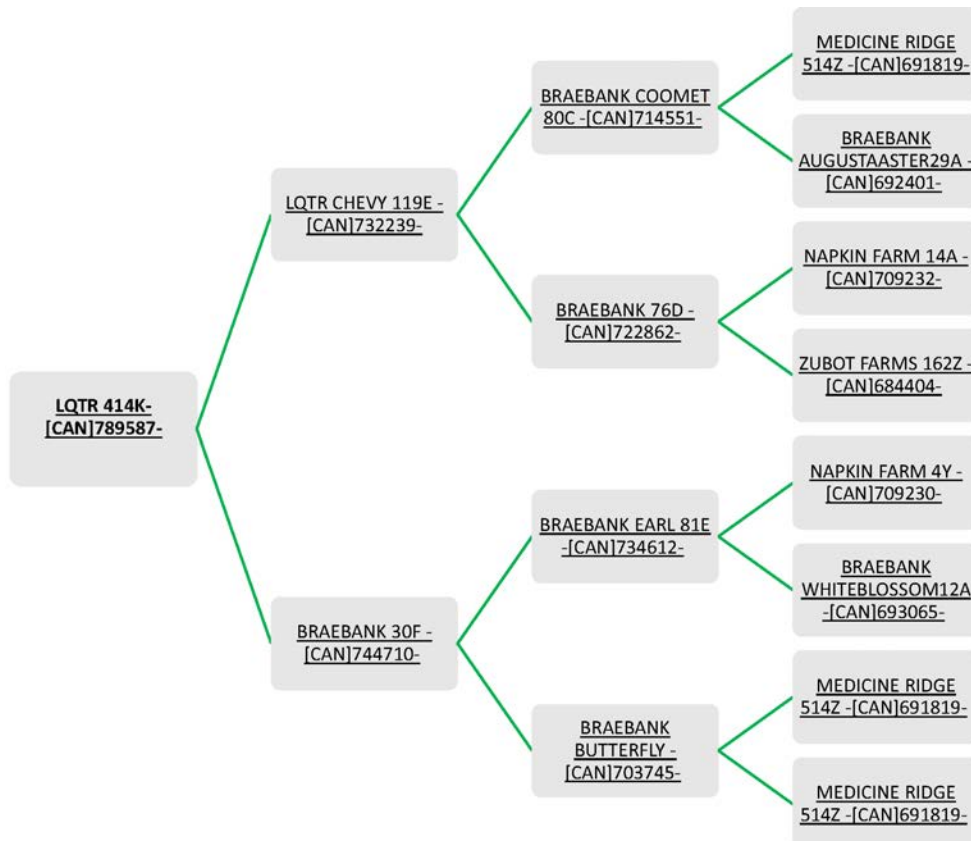 LQTR 414K-
[CAN]789587-
LQTR CHEVY 119E -
[CAN]732239-
BRAEBANK 30F -
[CAN]744710-
BRAEBANK COOMET
80C -[CAN]714551-
BRAEBANK 76D -
[CAN]722862-
BRAEBANK EARL 81E
-[CAN]734612-
BRAEBANK
BUTTERFLY -
[CAN]703745-
MEDICINE RIDGE
514Z -[CAN]691819-
BRAEBANK
AUGUSTAASTER29A -
[CAN]692401-
NAPKIN FARM 14A -
[CAN]709232-
ZUBOT FARMS 162Z -
[CAN]684404-
NAPKIN FARM 4Y -
[CAN]709230-
BRAEBANK
WHITEBLOSSOM12A
-[CAN]693065-
MEDICINE RIDGE
514Z -[CAN]691819-
MEDICINE RIDGE
514Z -[CAN]691819-